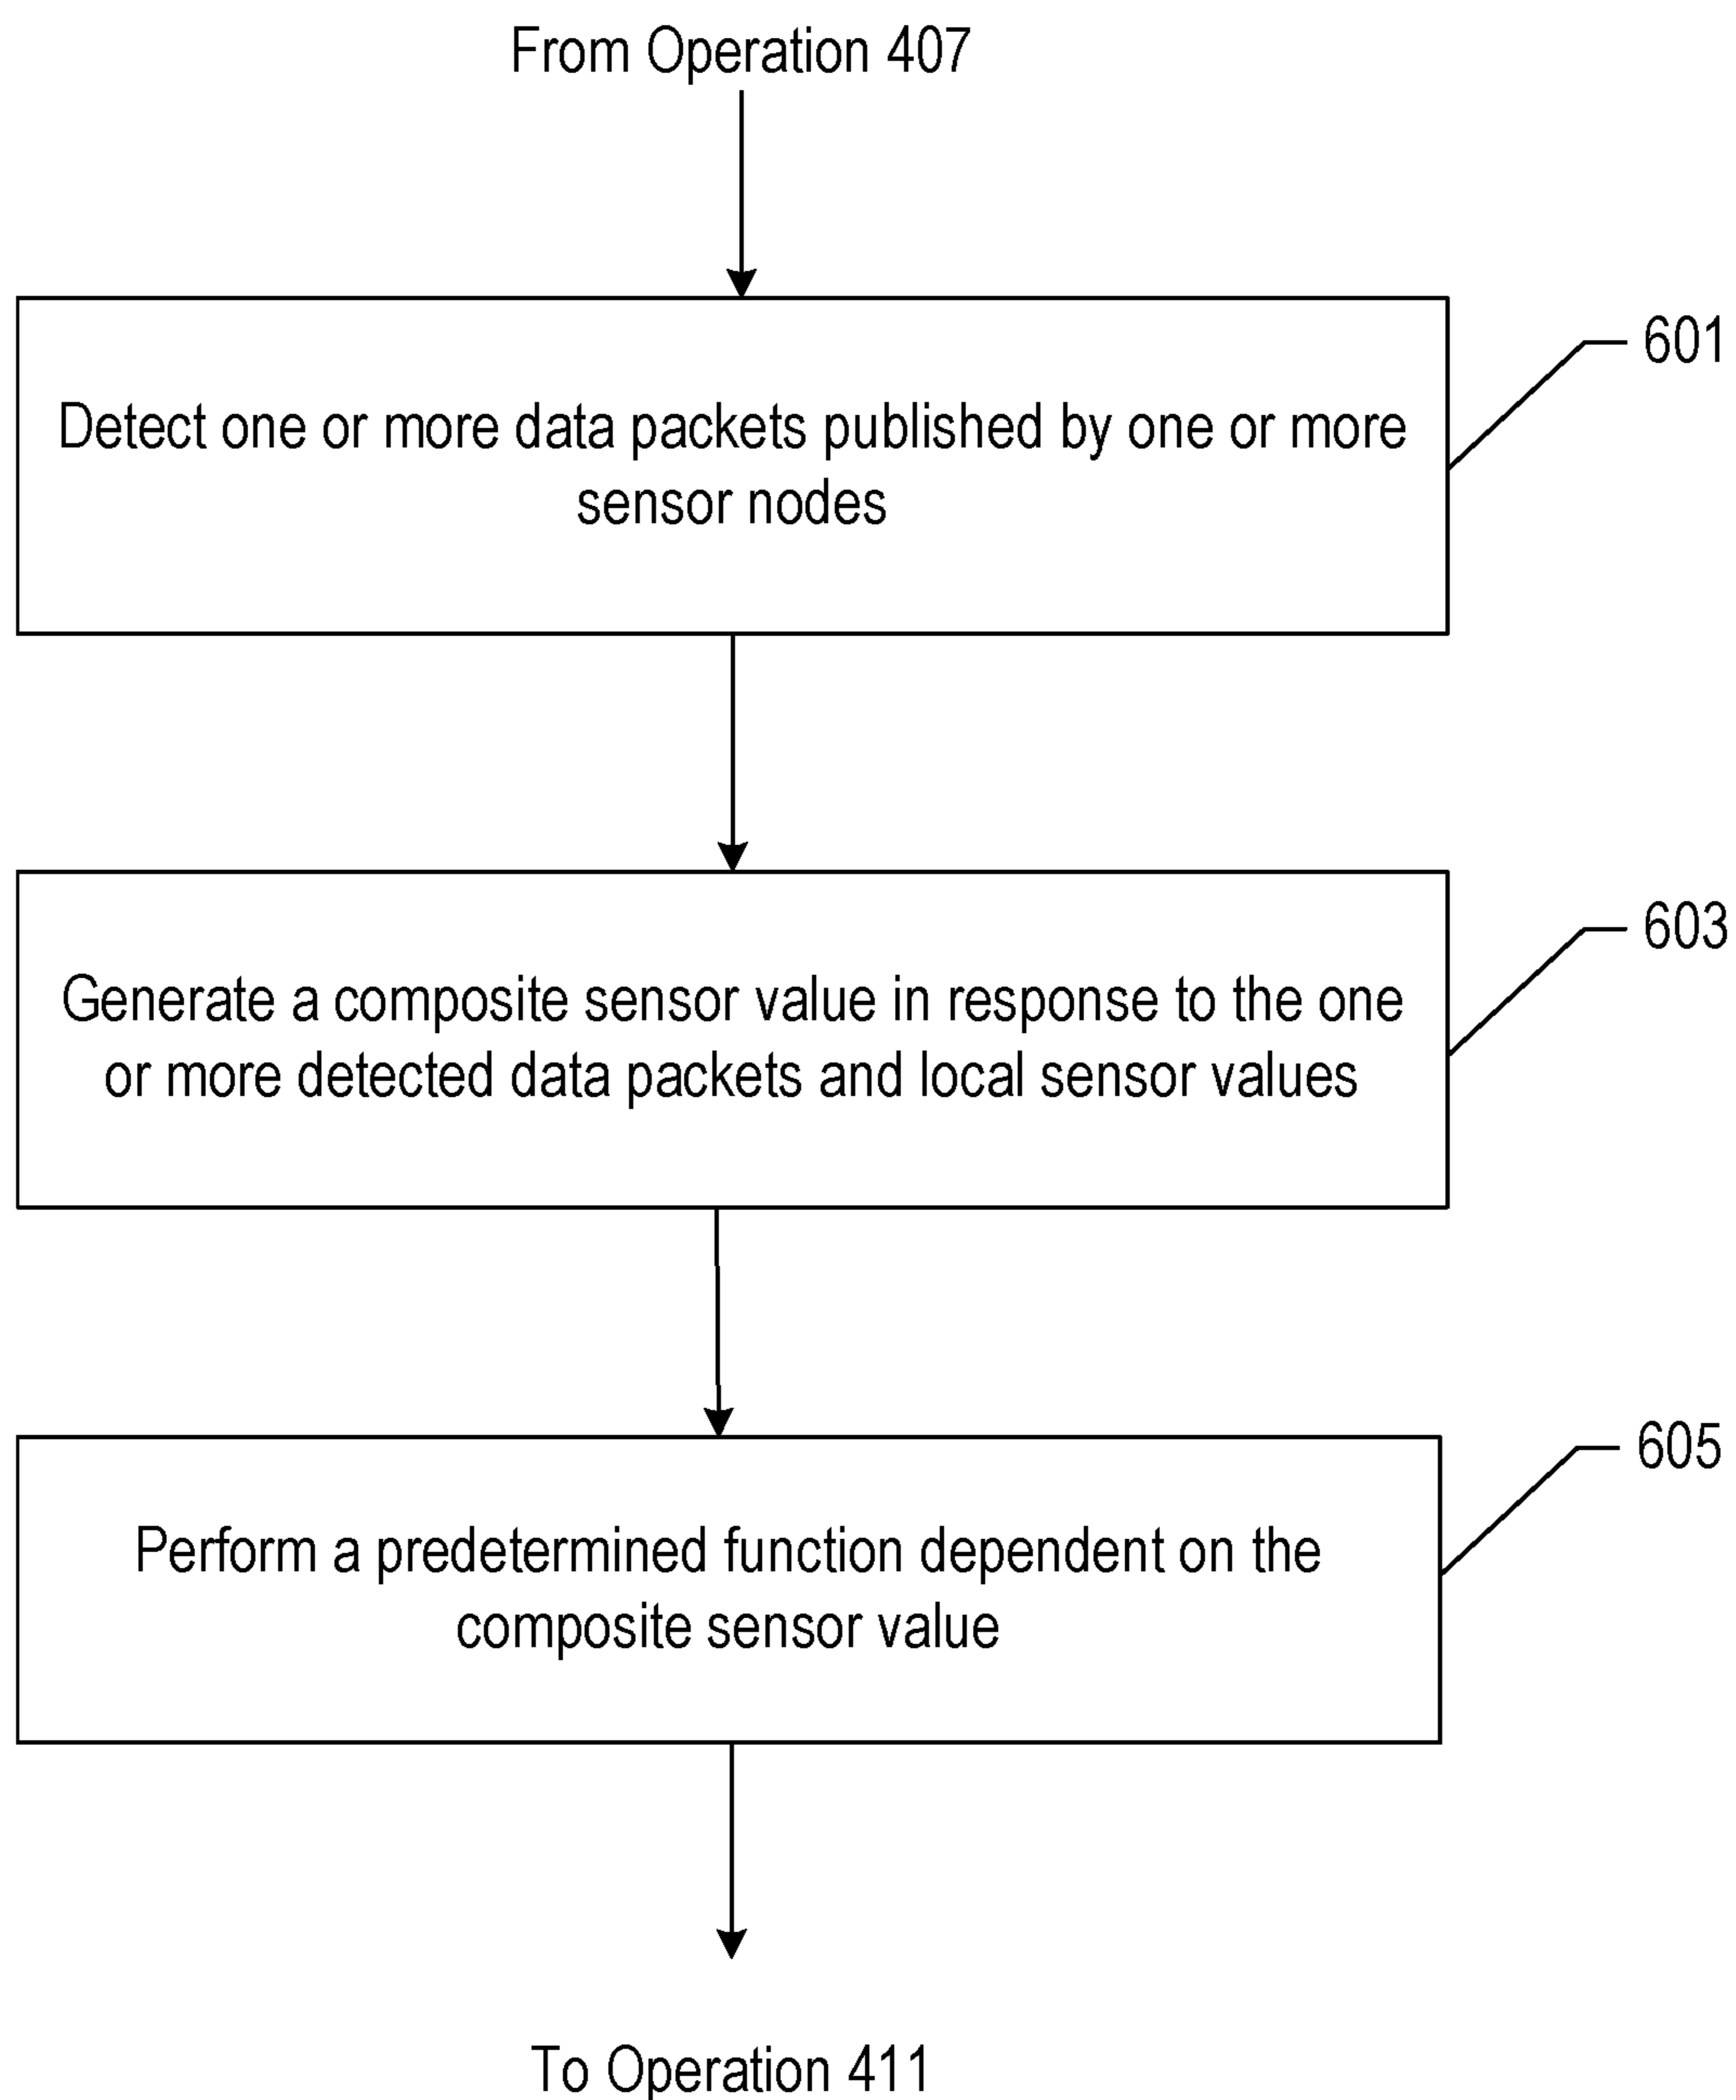 From Operation 407
601
Detect one or more data packets published by one or more
sensor nodes
603
Generate a composite sensor value in response to the one
or more detected data packets and local sensor values
605
Perform a predetermined function dependent on the
composite sensor value
To Operation 411